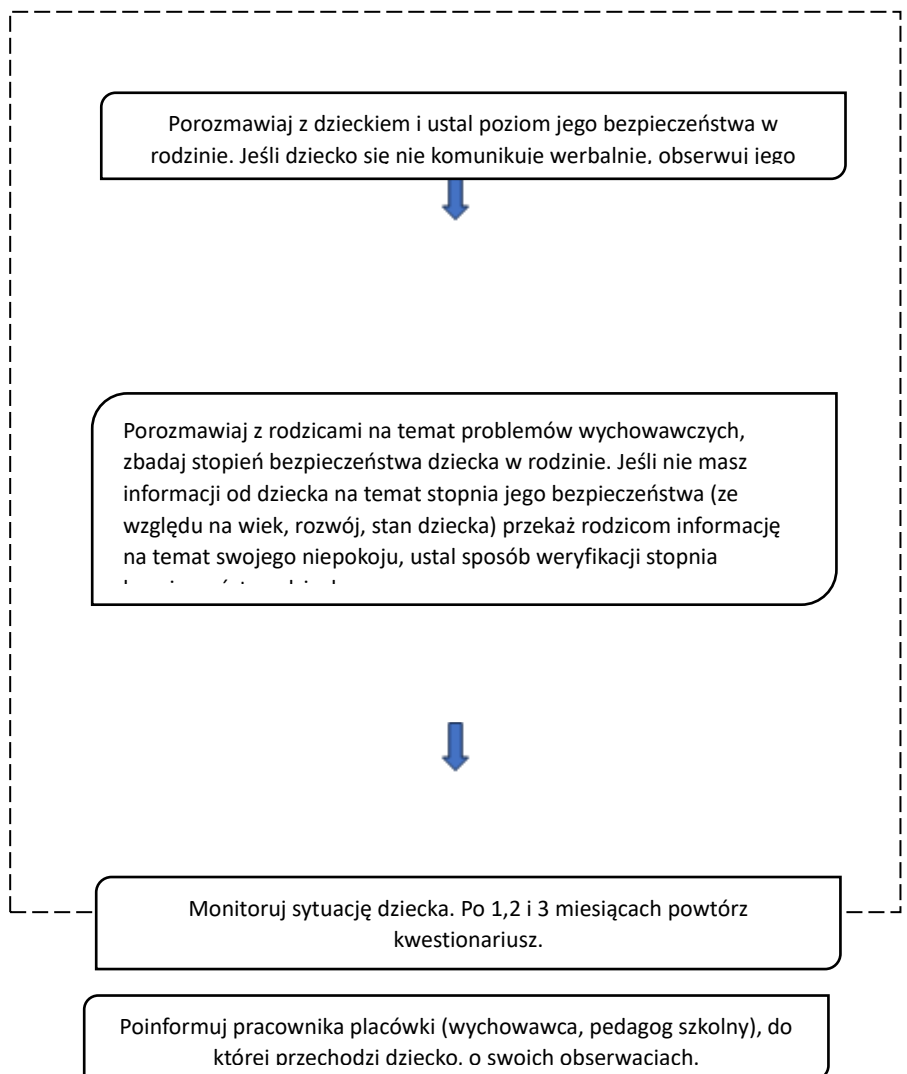 Porozmawiaj z dzieckiem i ustal poziom jego bezpieczeństwa w
rodzinie. Jeśli dziecko się nie komunikuje werbalnie, obserwuj jego
Porozmawiaj z rodzicami na temat problemów wychowawczych,
zbadaj stopień bezpieczeństwa dziecka w rodzinie. Jeśli nie masz
informacji od dziecka na temat stopnia jego bezpieczeństwa (ze
względu na wiek, rozwój, stan dziecka) przekaż rodzicom informację
na temat swojego niepokoju, ustal sposób weryfikacji stopnia
Monitoruj sytuację dziecka. Po 1,2 i 3 miesiącach powtórz
kwestionariusz.
Poinformuj pracownika placówki (wychowawca, pedagog szkolny), do
której przechodzi dziecko, o swoich obserwacjach.